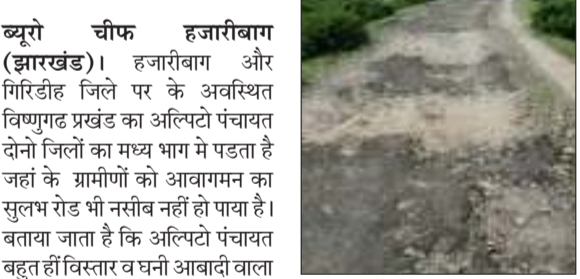 ब्यूरो चीफ हजारीबाग
(झारखंड)। हजारीबाग और
गिरिडीह जिले पर के अवस्थित
विष्णुगढ प्रखंड का अल्पिटो पंचायत
दोनो जिलों का मध्य भाग मे पडता है
जहां के ग्रामीणों को आवागमन का
सुलभ रोड भी नसीब नहीं हो पाया है।
बताया जाता है कि अल्पिटो पंचायत
बहुत हीं विस्तार व घनी आबादी वाला